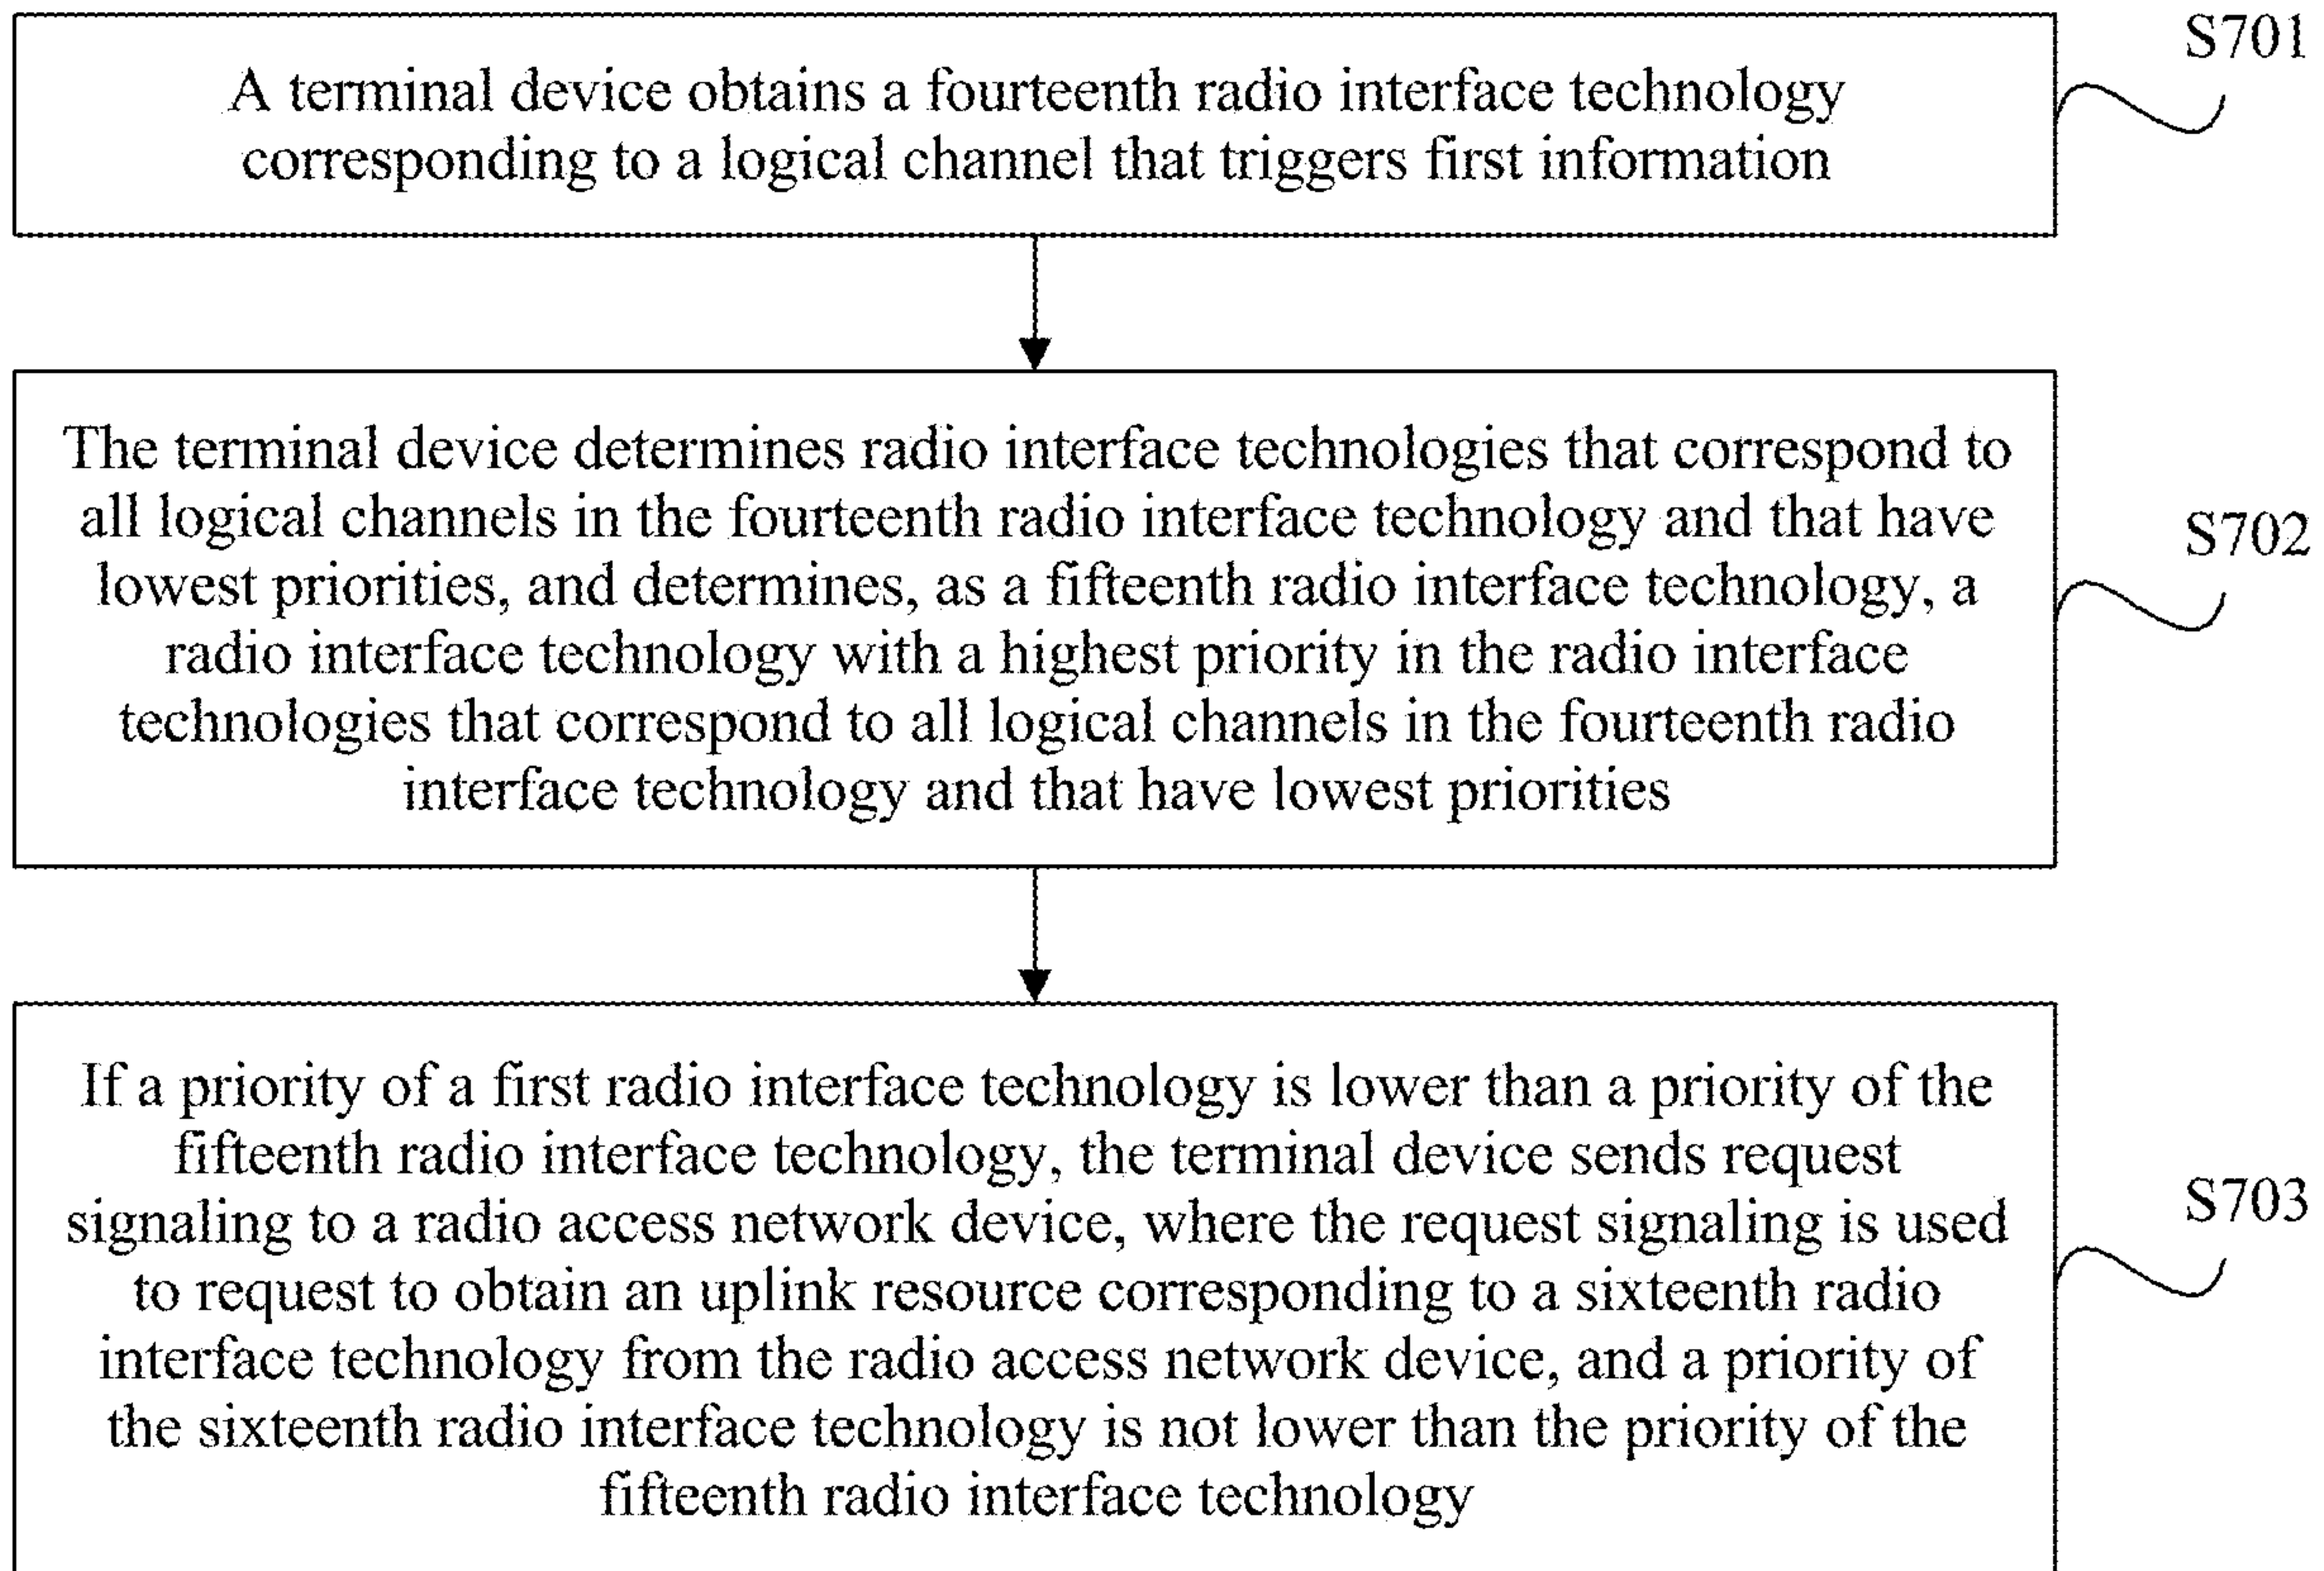 S701
A terminal device obtains a fourteenth radio interface technology
corresponding to a logical channel that triggers first information
The terminal device determines radio interface technologies that correspond to
all logical channels in the fourteenth radio interface technology and that have
lowest priorities, and determines, as a fifteenth radio interface technology, a
radio interface technology with a highest priority in the radio interface
technologies that correspond to all logical channels in the fourteenth radio
interface technology and that have lowest priorities
S702
If a priority of a first radio interface technology is lower than a priority of the
fifteenth radio interface technology, the terminal device sends request
signaling to a radio access network device, where the request signaling is used
to request to obtain an uplink resource corresponding to a sixteenth radio
interface technology from the radio access network device, and a priority of
the sixteenth radio interface technology is not lower than the priority of the
fifteenth radio interface technology
S703